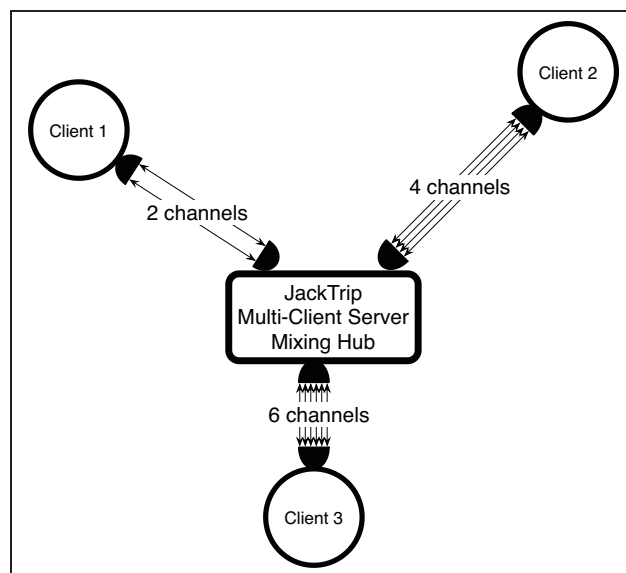 Client 1
Client 2
4 channels
2 channels
JackTrip
Multi-Client Server
Mixing Hub
6 channels
Client 3